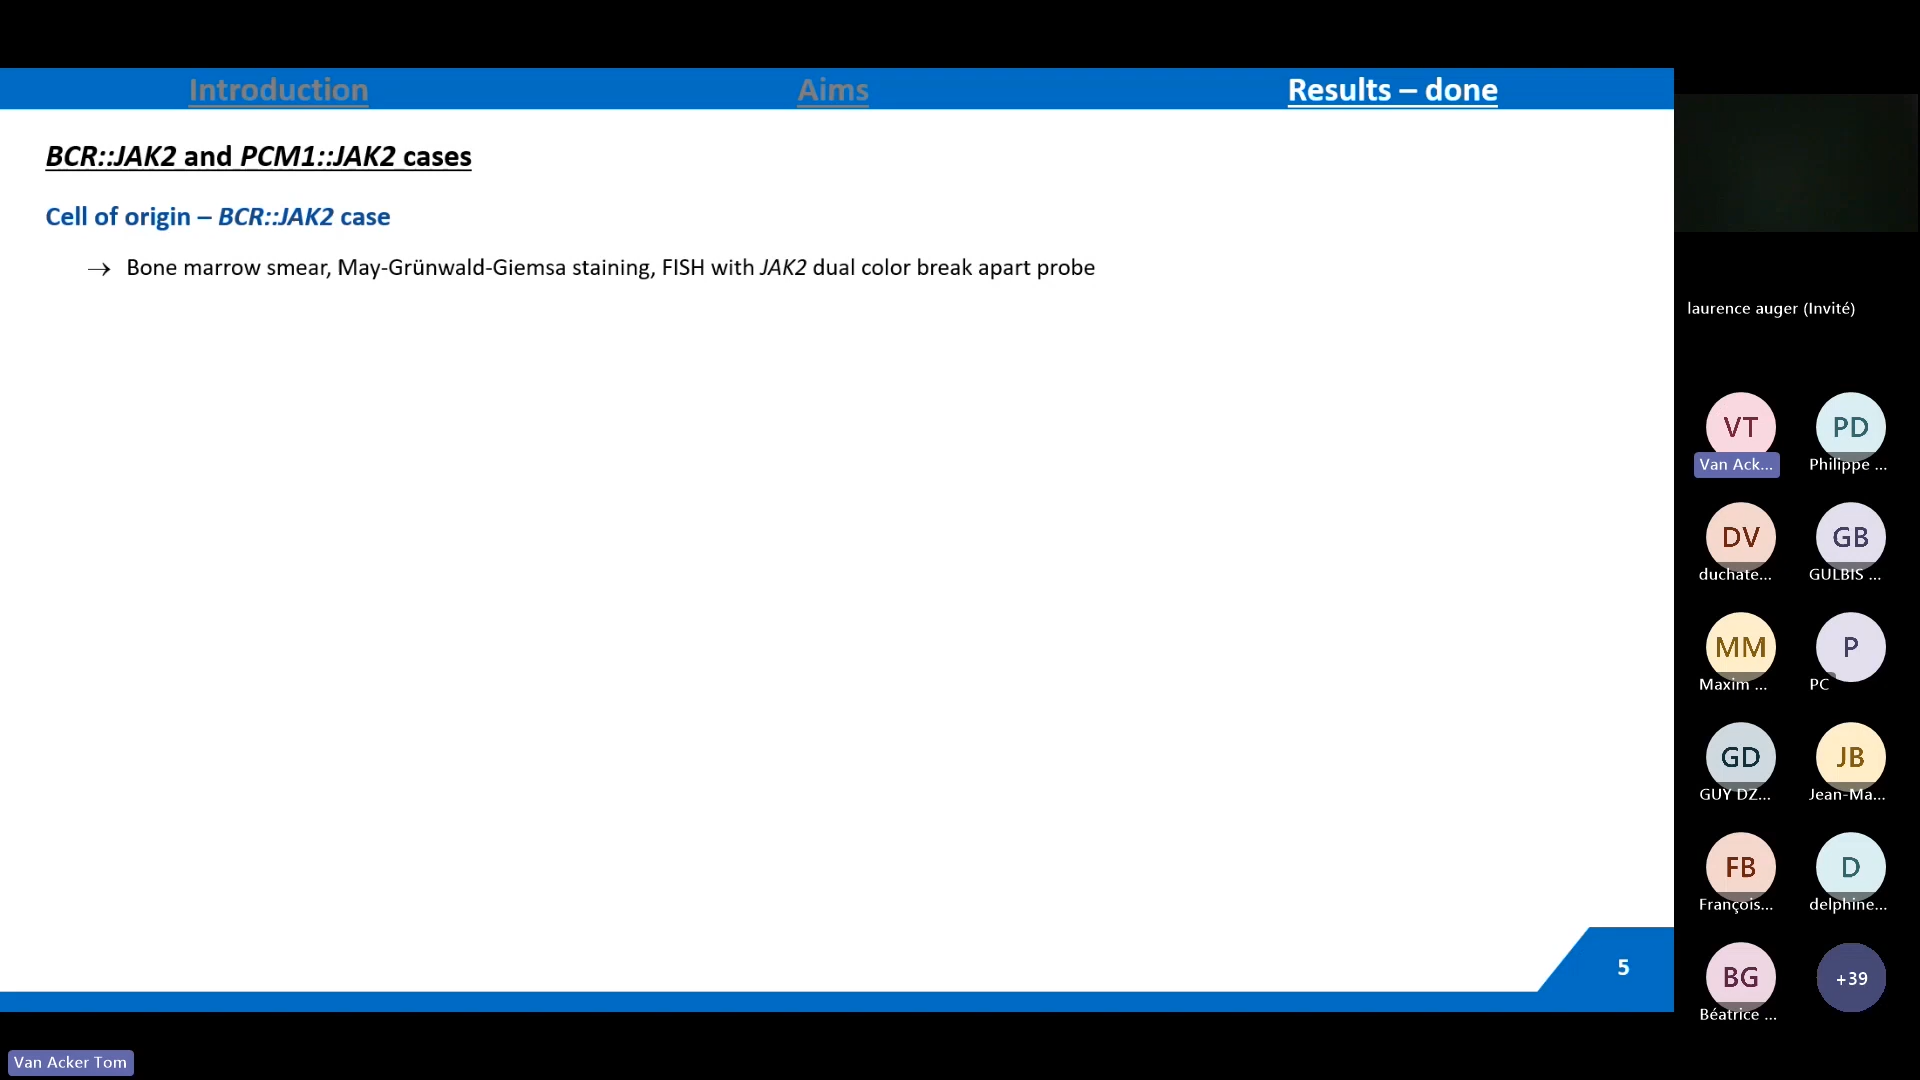 Introduction
Aims
Results – done
BCR::JAK2 and PCM1::JAK2 cases
Cell of origin – BCR::JAK2 case
→ Bone marrow smear, May-Grünwald-Giemsa staining, FISH with JAK2 dual color break apart probe
5
laurence auger (Invité)
VT
PD
Van Ack...
Philippe ...
DV
GB
duchate...
GULBIS ...
MM
P
Maxim ...
PC
GD
JB
GUY DZ...
Jean-Ma...
FB
D
François...
delphine...
BG
+39
Béatrice ...
Van Acker Tom